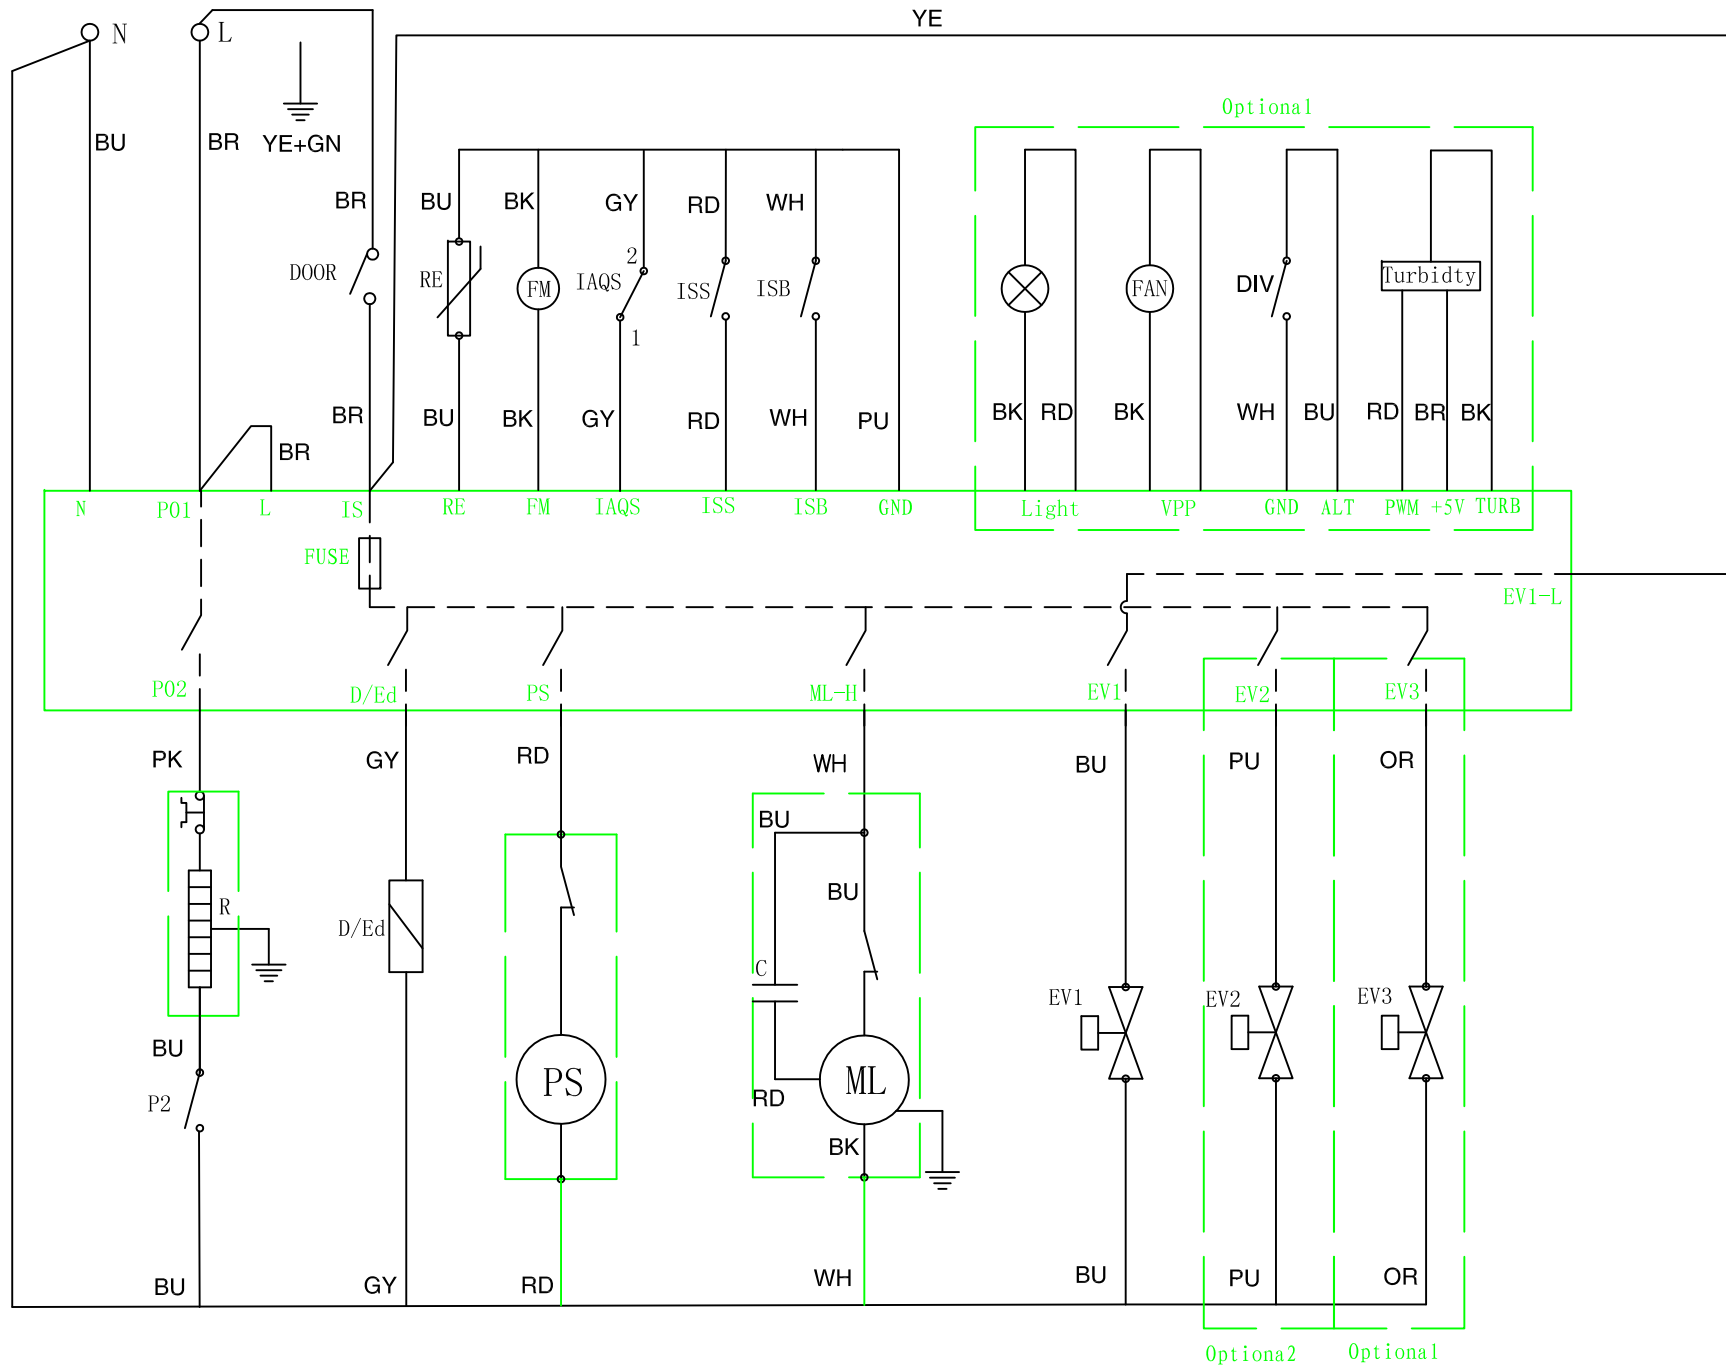 YE
N
L
Optional
BU
BR
YE+GN
BR
BU
BK
GY
RD
WH
DOOR
RE
FM
IAQS
2
1
ISS
ISB
FAN
DIV
Turbidty
BR
BR
BU
BK
GY
RD
WH
PU
BK
RD
BK
WH
BU
RD
BR
BK
N
PO1
L
IS
RE
FM
IAQS
ISS
ISB
GND
Light
VPP
GND
ALT
PWM
+5V
TURB
FUSE
EV1-L
PO2
D/Ed
PS
ML-H
EV1
EV2
EV3
PK
GY
RD
WH
BU
PU
OR
BU
BU
R
D/Ed
C
EV1
EV2
EV3
BU
PS
ML
P2
RD
BK
BU
GY
RD
WH
BU
PU
OR
Optiona2
Optional